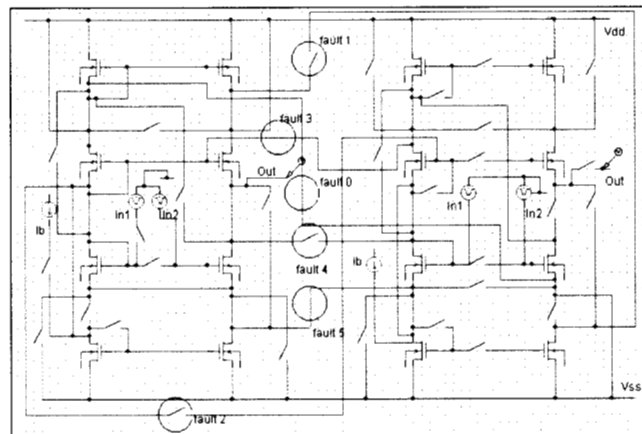 fault 1
Vdd
fault 3
Out
fault 0
Out
In1
In2
In1
In2
Ib
fault 4
Ib
fault 5
Vss
fault 2